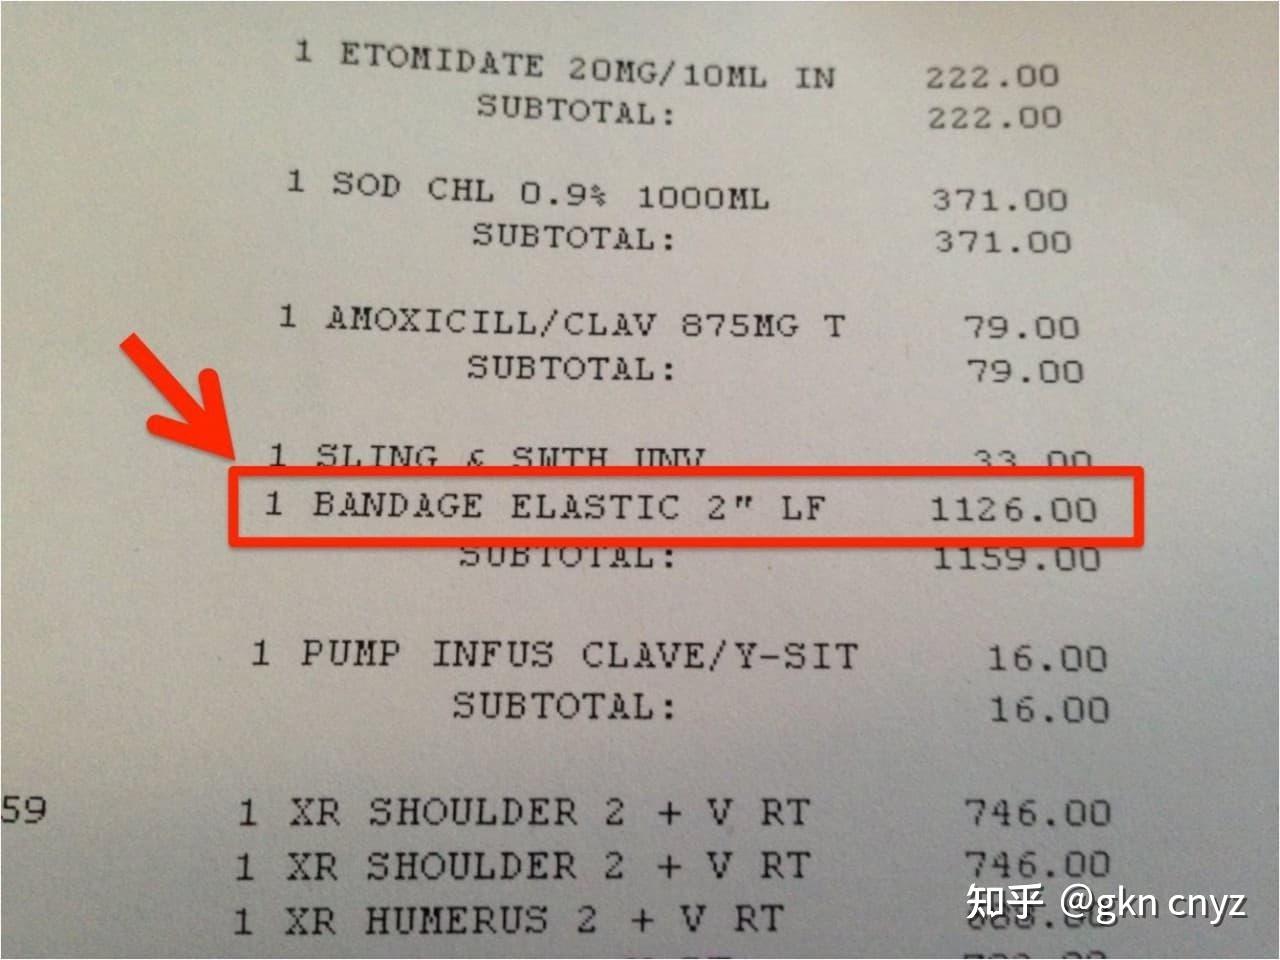 1 ETOMIDATE 20MG/10ML IN 222.00
SUBTOTAL: 222.00
1 SOD CHL 0.9% 1000ML 371.00
SUBTOTAL: 371.00
1 AMOXICILL/CLAV 875MG T 79.00
SUBTOTAL: 79.00
1 SLING & SWTH UNV 33.00
1 BANDAGE ELASTIC 2" LF 1126.00
SUBTOTAL: 1159.00
1 PUMP INFUS CLAVE/Y-SIT 16.00
SUBTOTAL: 16.00
59 1 XR SHOULDER 2 + V RT 746.00
1 XR SHOULDER 2 + V RT 746.00
1 XR HUMERUS 2 + V RT
知乎 @gkn cnyz